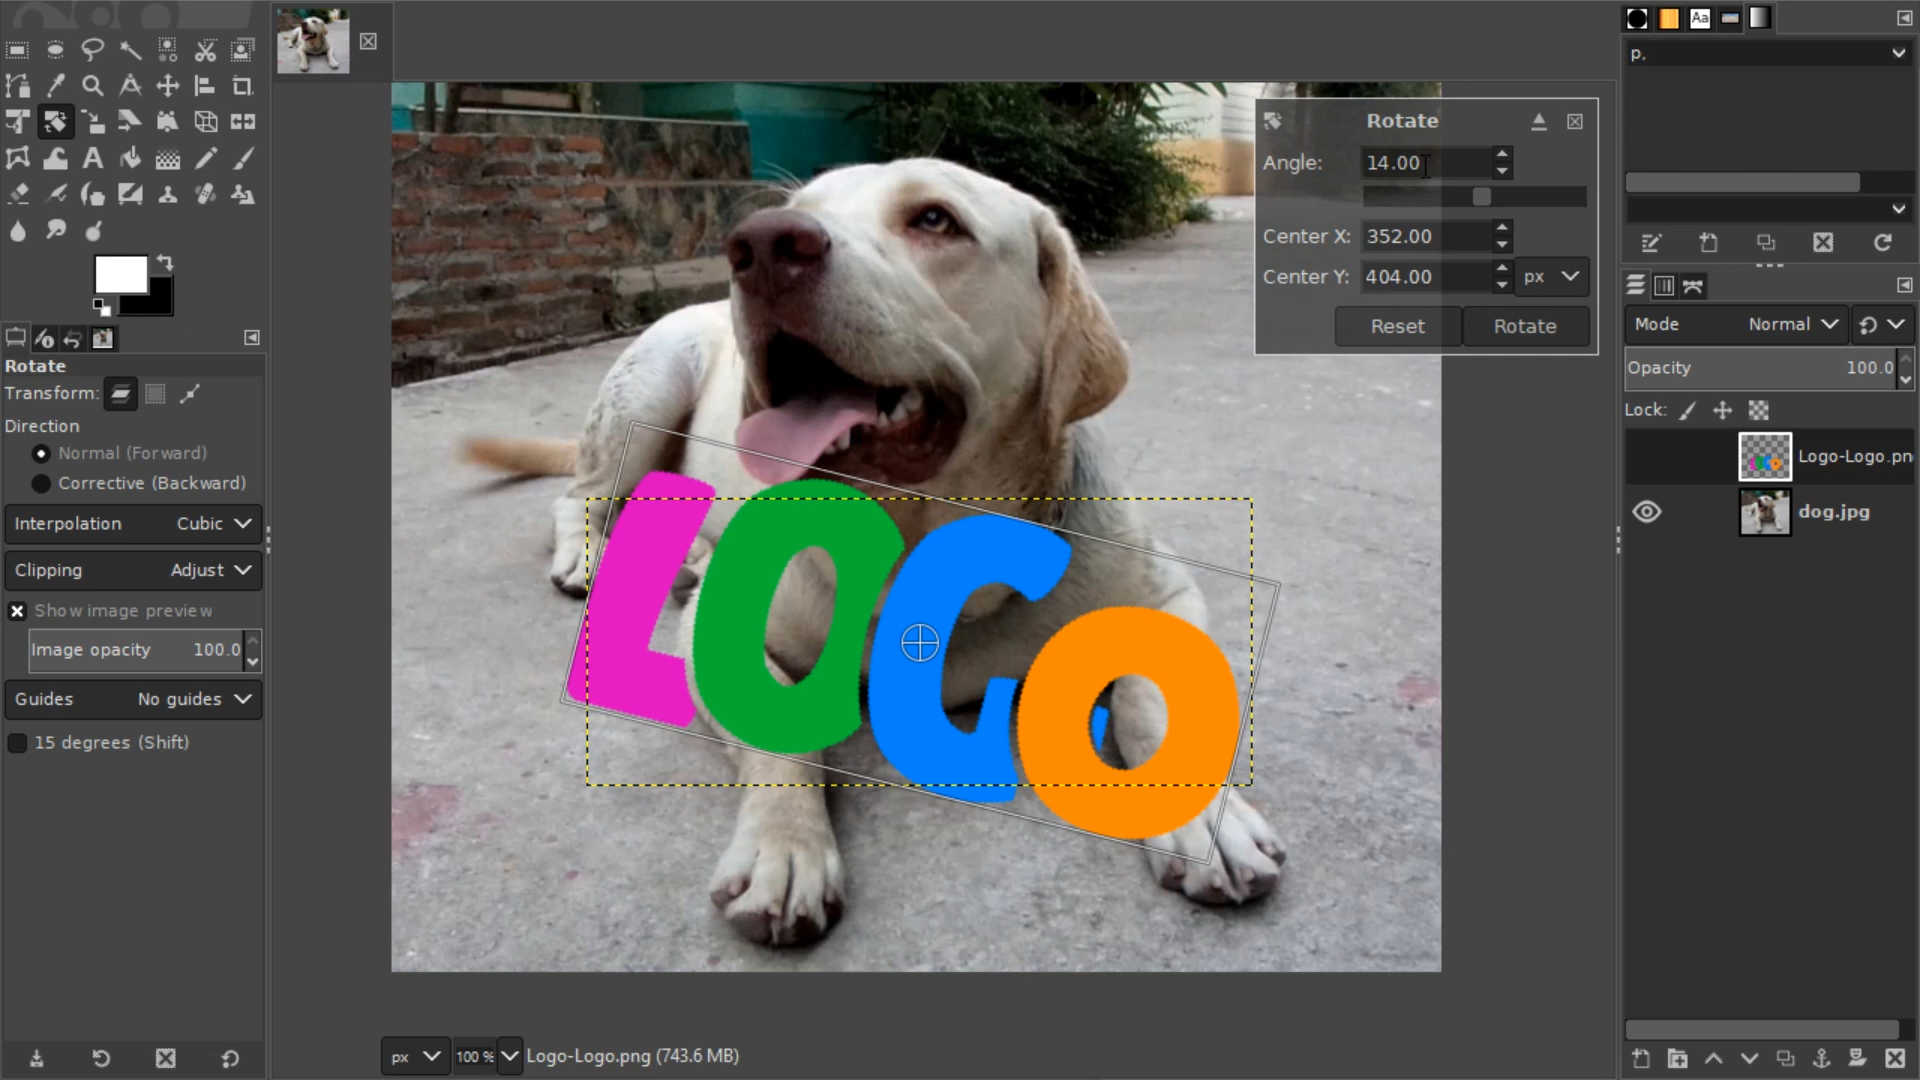 Rotate
Angle: 14.00
Center X: 352.00
Center Y: 404.00 px
Reset Rotate
Aa
p.
Mode Normal
Opacity 100.0
Lock:
Logo-Logo.pn
dog.jpg
Rotate
Transform:
Direction
Normal (Forward)
Corrective (Backward)
Interpolation Cubic
Clipping Adjust
Show image preview
Image opacity 100.0
Guides No guides
15 degrees (Shift)
LOGO
px 100 % Logo-Logo.png (743.6 MB)